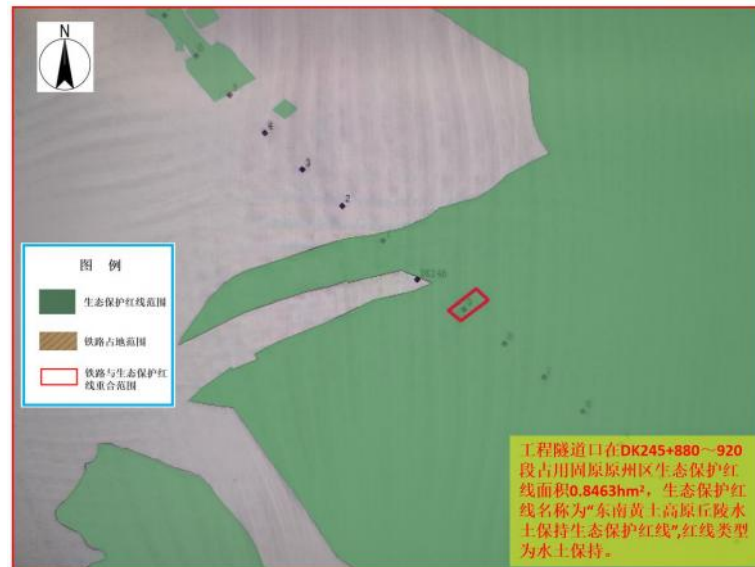 N
4
3
2
图 例
生态保护红线范围
铁路占地范围
铁路与生态保护红
线重合范围
工程隧道口在DK245+880～920
段占用固原原州区生态保护红
线面积0.8463hm²，生态保护红
线名称为“东南黄土高原丘陵水
土保持生态保护红线”,红线类型
为水土保持。